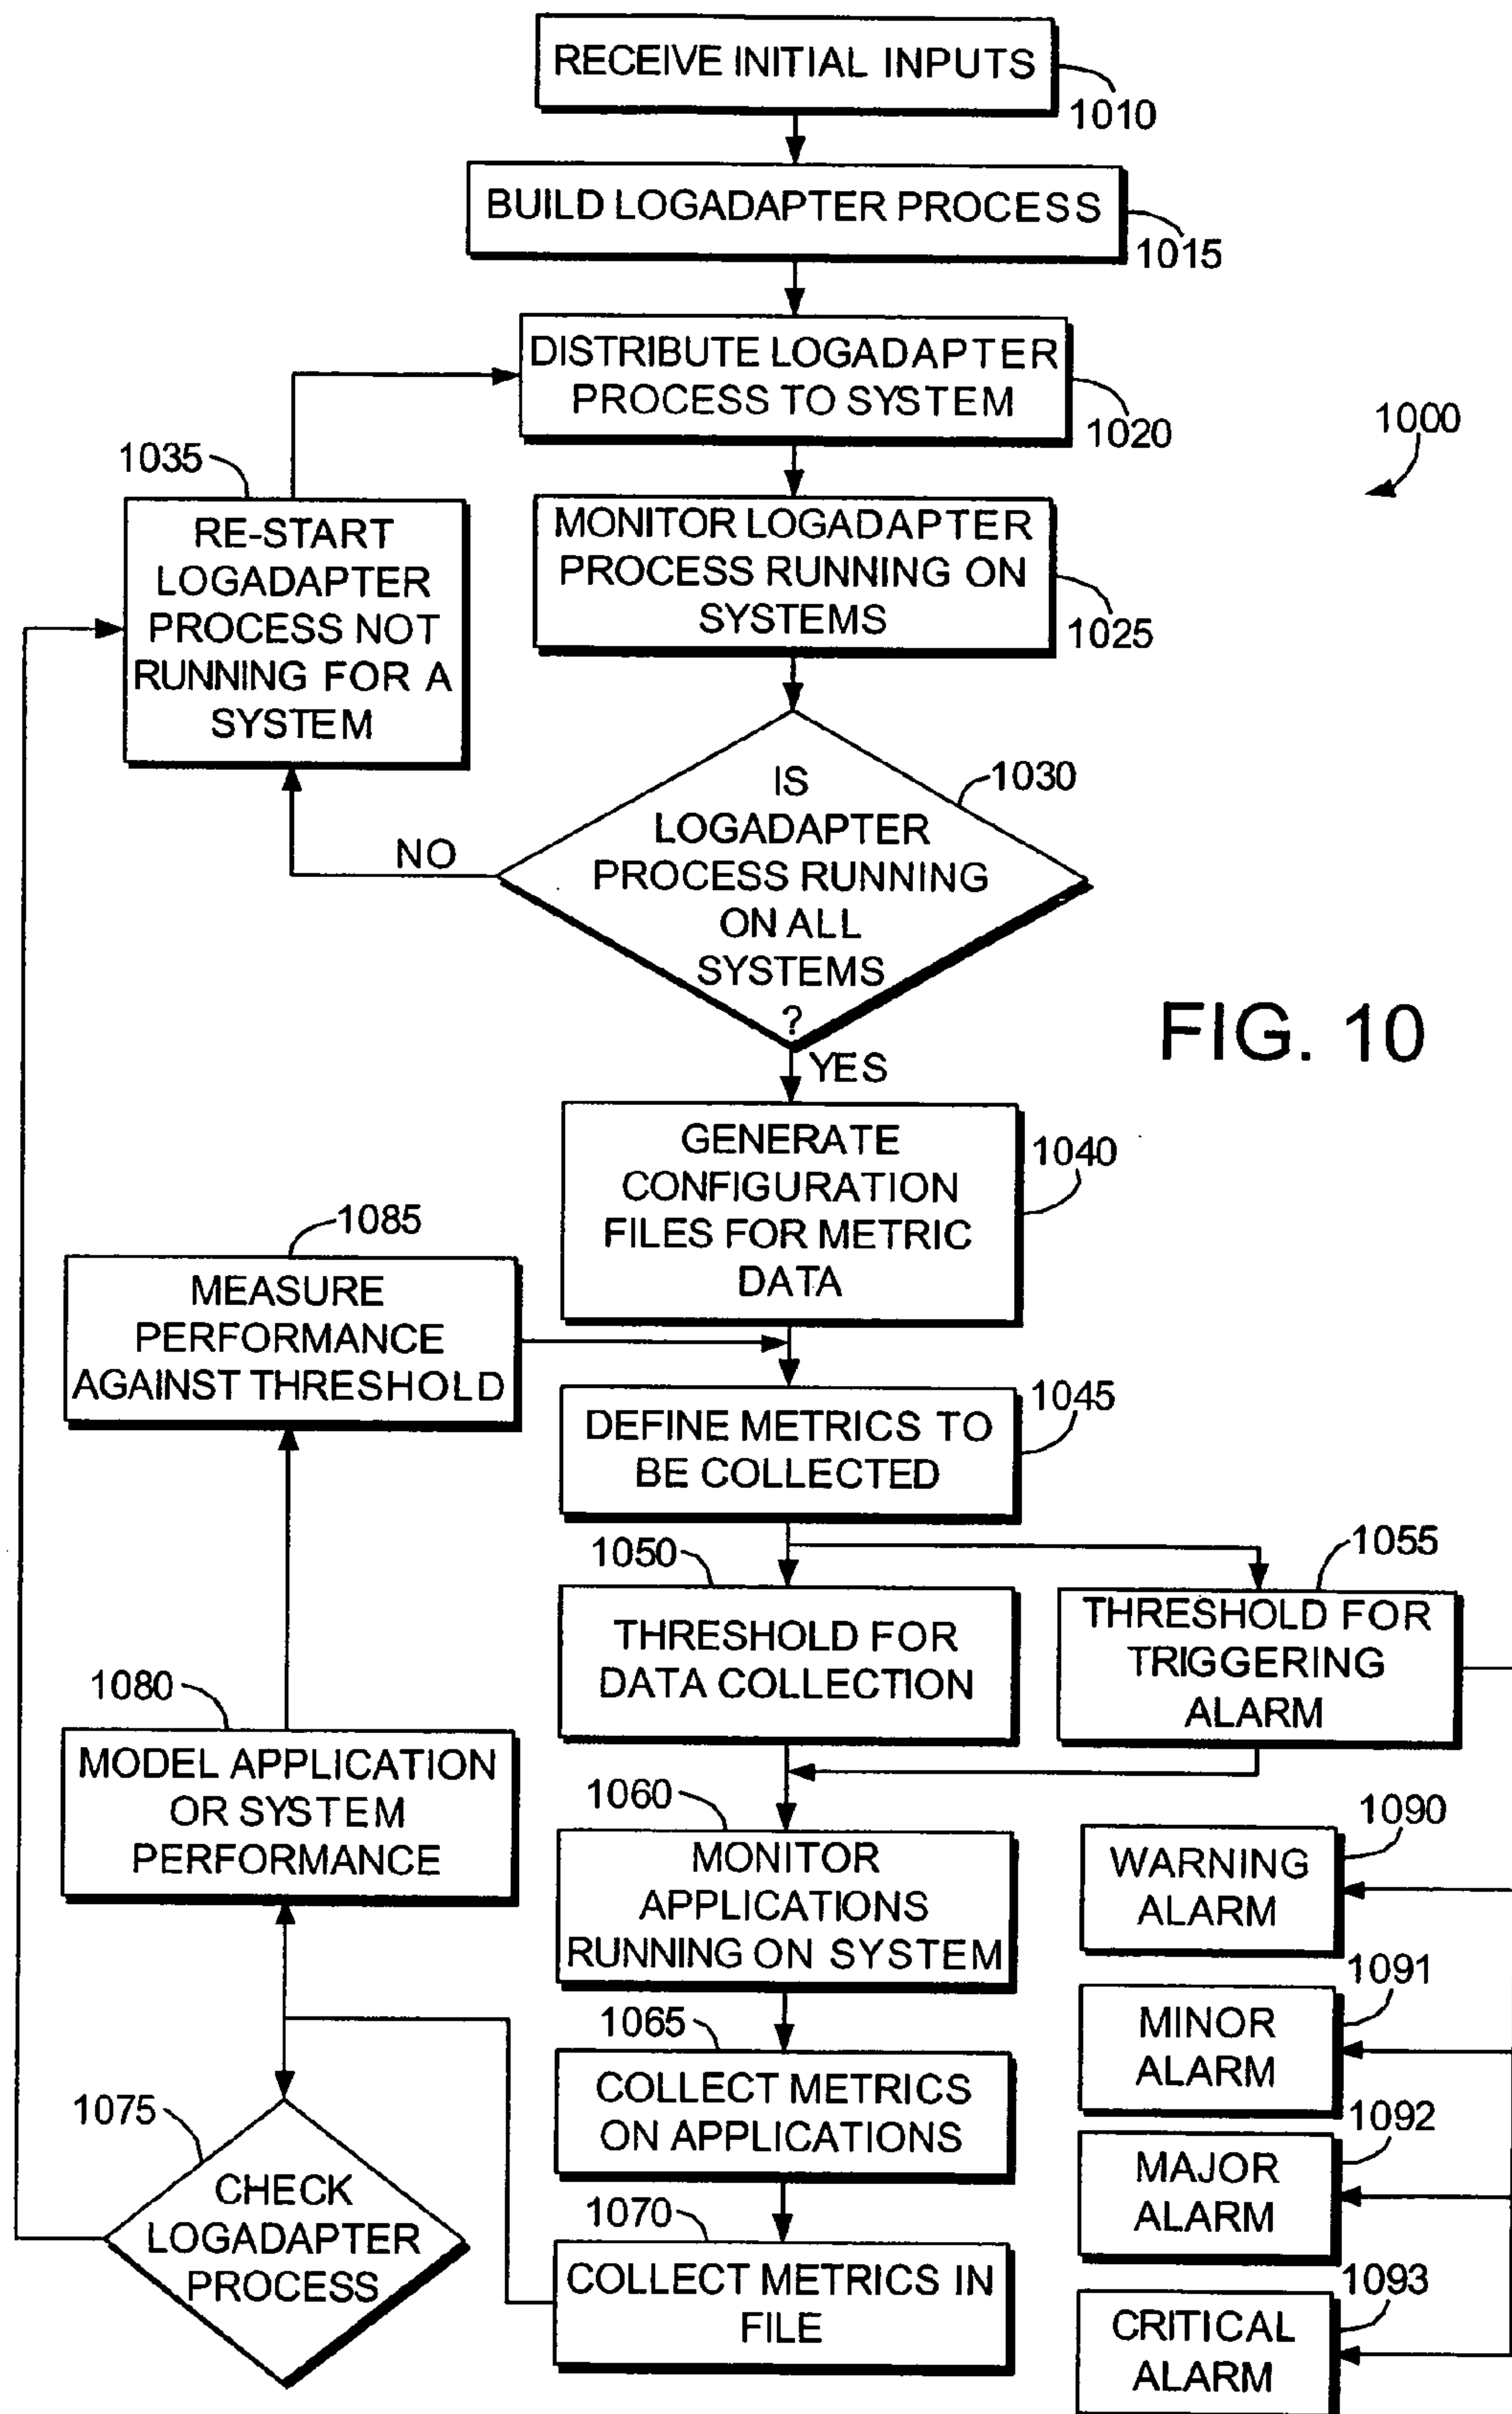 RECEIVE INITIAL INPUTS
1010
BUILD LOGADAPTER PROCESS
1015
DISTRIBUTE LOGADAPTER
PROCESS TO SYSTEM
1020
1000
1035
RE-START
LOGADAPTER
PROCESS NOT
RUNNING FOR A
SYSTEM
MONITOR LOGADAPTER
PROCESS RUNNING ON
SYSTEMS
1025
IS
LOGADAPTER
PROCESS RUNNING
ON ALL
SYSTEMS
?
1030
NO
YES
FIG. 10
GENERATE
CONFIGURATION
FILES FOR METRIC
DATA
1040
1085
MEASURE
PERFORMANCE
AGAINST THRESHOLD
DEFINE METRICS TO
BE COLLECTED
1045
1050
THRESHOLD FOR
DATA COLLECTION
1055
THRESHOLD FOR
TRIGGERING
ALARM
1080
MODEL APPLICATION
OR SYSTEM
PERFORMANCE
1060
MONITOR
APPLICATIONS
RUNNING ON SYSTEM
1090
WARNING
ALARM
1065
COLLECT METRICS
ON APPLICATIONS
1091
MINOR
ALARM
1075
CHECK
LOGADAPTER
PROCESS
1070
COLLECT METRICS IN
FILE
1092
MAJOR
ALARM
1093
CRITICAL
ALARM